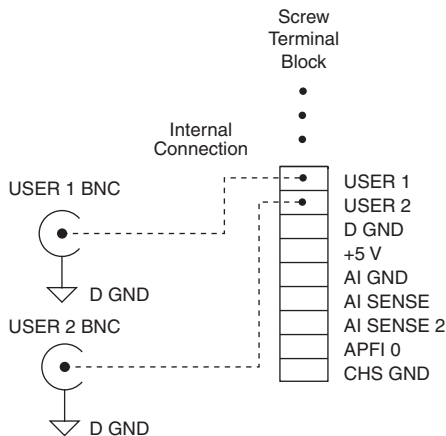 Screw
Terminal
Block
Internal
Connection
USER 1 BNC
D GND
USER 2 BNC
D GND
USER 1
USER 2
D GND
+5 V
AI GND
AI SENSE
AI SENSE 2
APFI 0
CHS GND